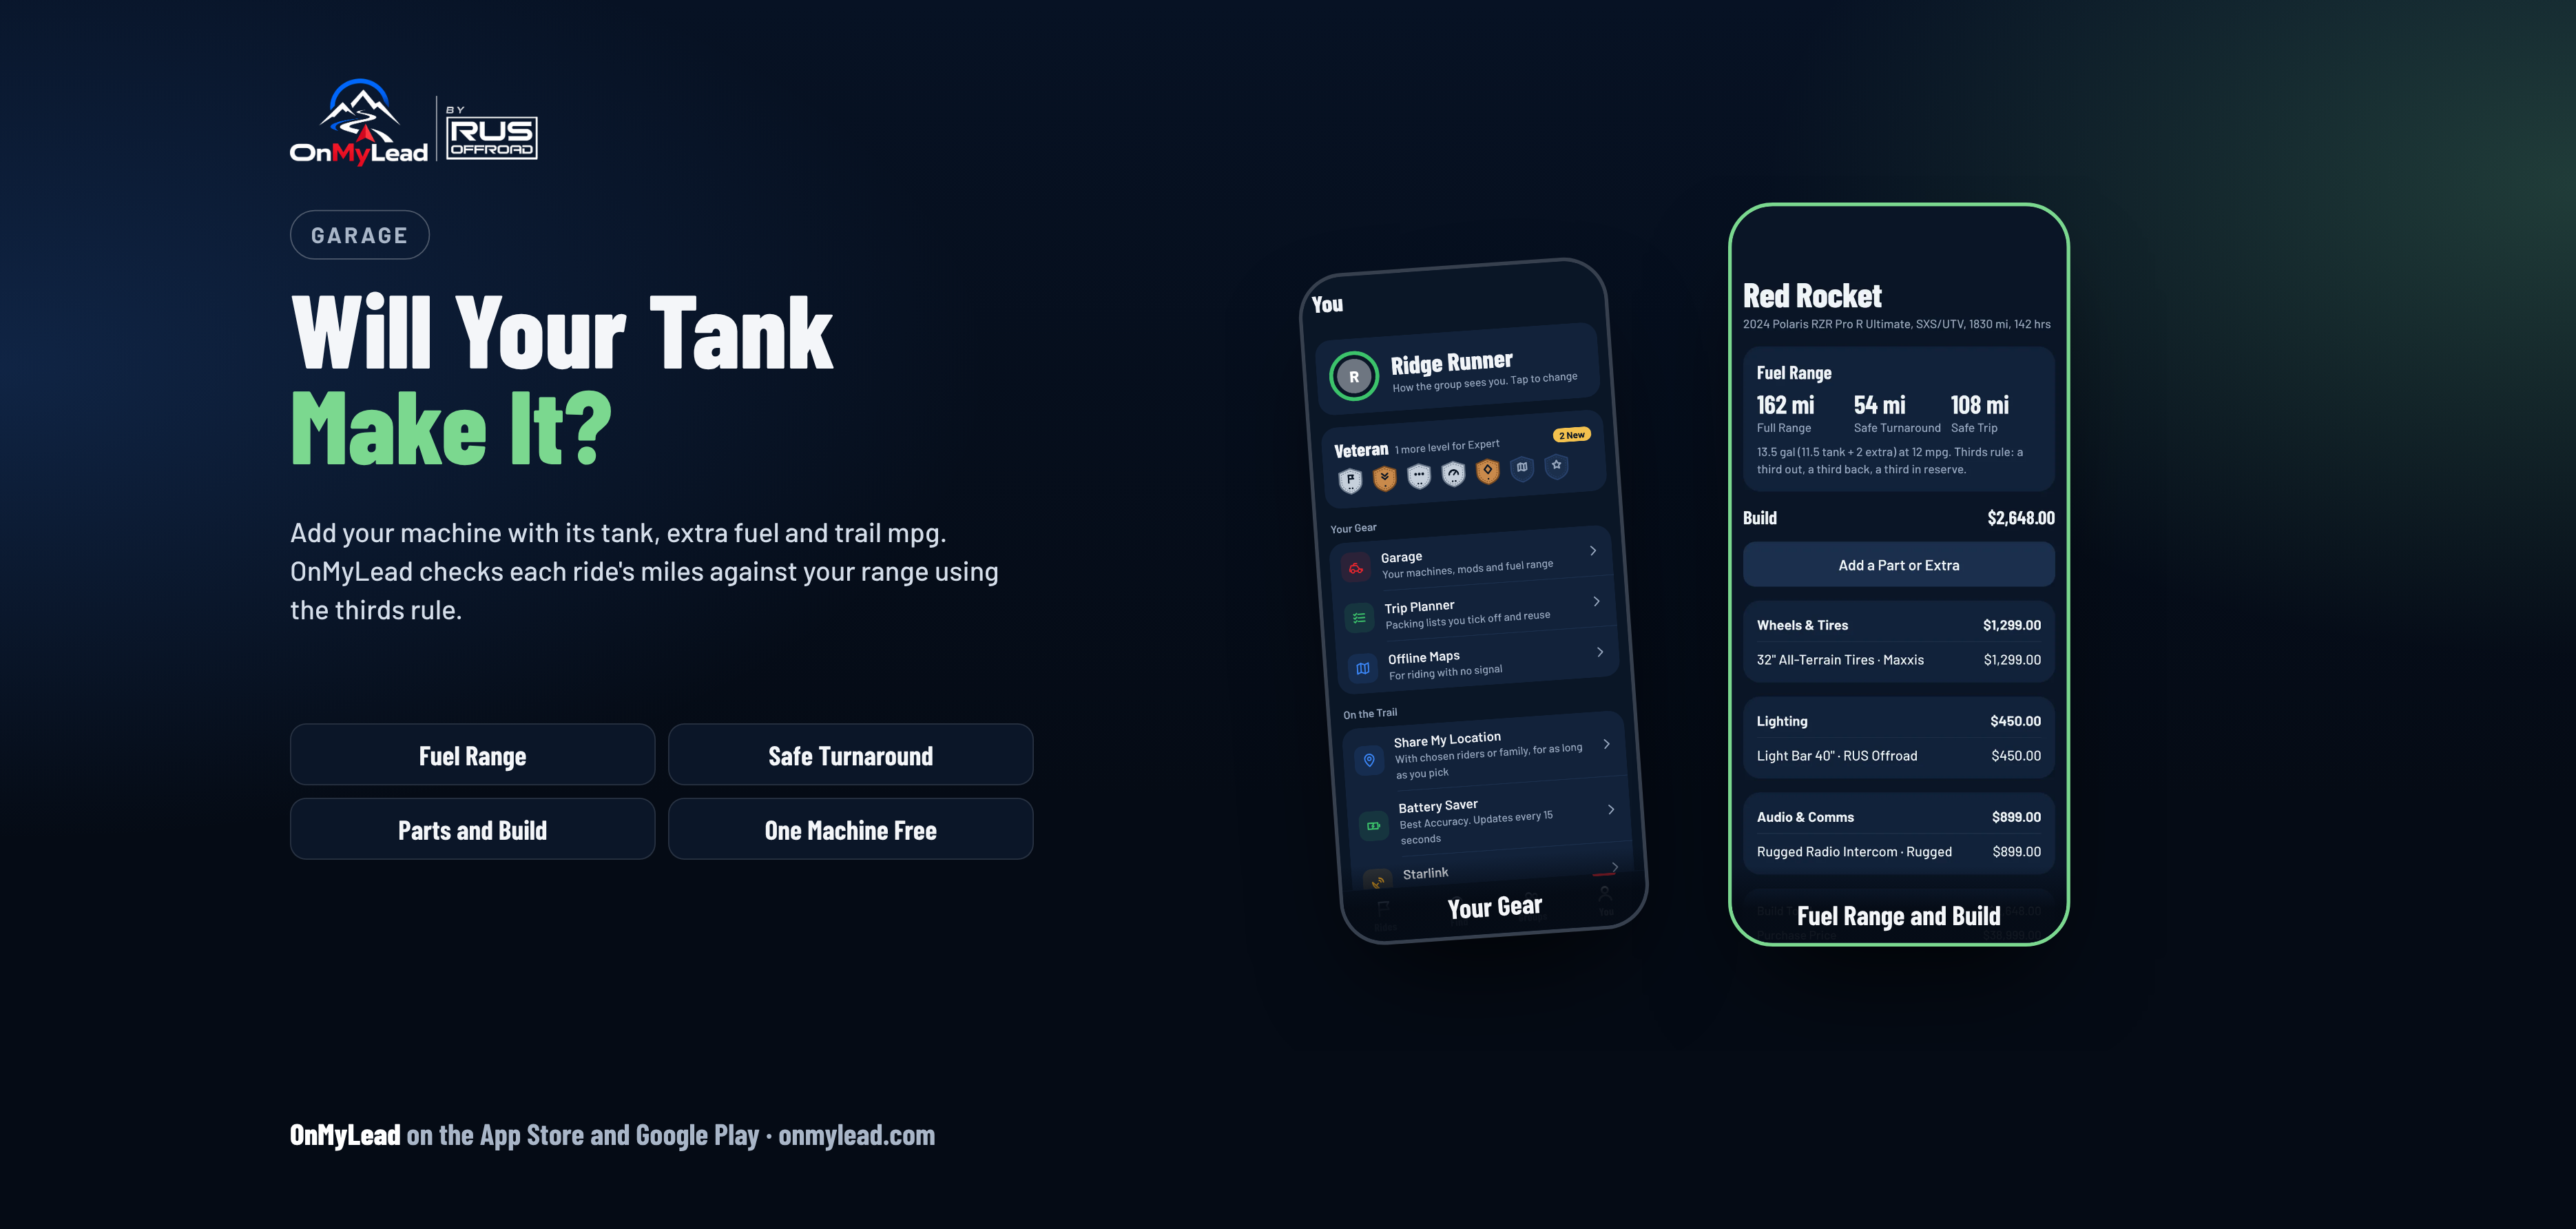 OnMyLead
BY
RUS
OFFROAD
GARAGE
Will Your Tank
Make It?
Add your machine with its tank, extra fuel and trail mpg.
OnMyLead checks each ride's miles against your range using
the thirds rule.
Fuel Range
Safe Turnaround
Parts and Build
One Machine Free
OnMyLead on the App Store and Google Play · onmylead.com
You
R
Ridge Runner
How the group sees you. Tap to change
Veteran 1 more level for Expert
2 New
Your Gear
Garage
Your machines, mods and fuel range
Trip Planner
Packing lists you tick off and reuse
Offline Maps
For riding with no signal
On the Trail
Share My Location
With chosen riders or family, for as long
as you pick
Battery Saver
Best Accuracy. Updates every 15
seconds
Starlink
Your Gear
Red Rocket
2024 Polaris RZR Pro R Ultimate, SXS/UTV, 1830 mi, 142 hrs
Fuel Range
162 mi 54 mi 108 mi
Full Range Safe Turnaround Safe Trip
13.5 gal (11.5 tank + 2 extra) at 12 mpg. Thirds rule: a
third out, a third back, a third in reserve.
Build $2,648.00
Add a Part or Extra
Wheels & Tires $1,299.00
32" All-Terrain Tires · Maxxis $1,299.00
Lighting $450.00
Light Bar 40" · RUS Offroad $450.00
Audio & Comms $899.00
Rugged Radio Intercom · Rugged $899.00
Fuel Range and Build